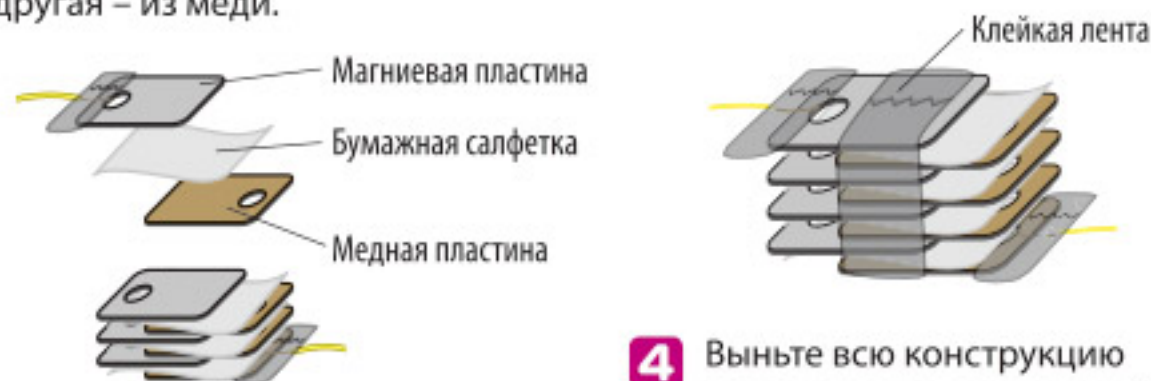 другая – из меди.
Магниевая пластина
Бумажная салфетка
Медная пластина
Клейкая лента
4 Выньте всю конструкцию